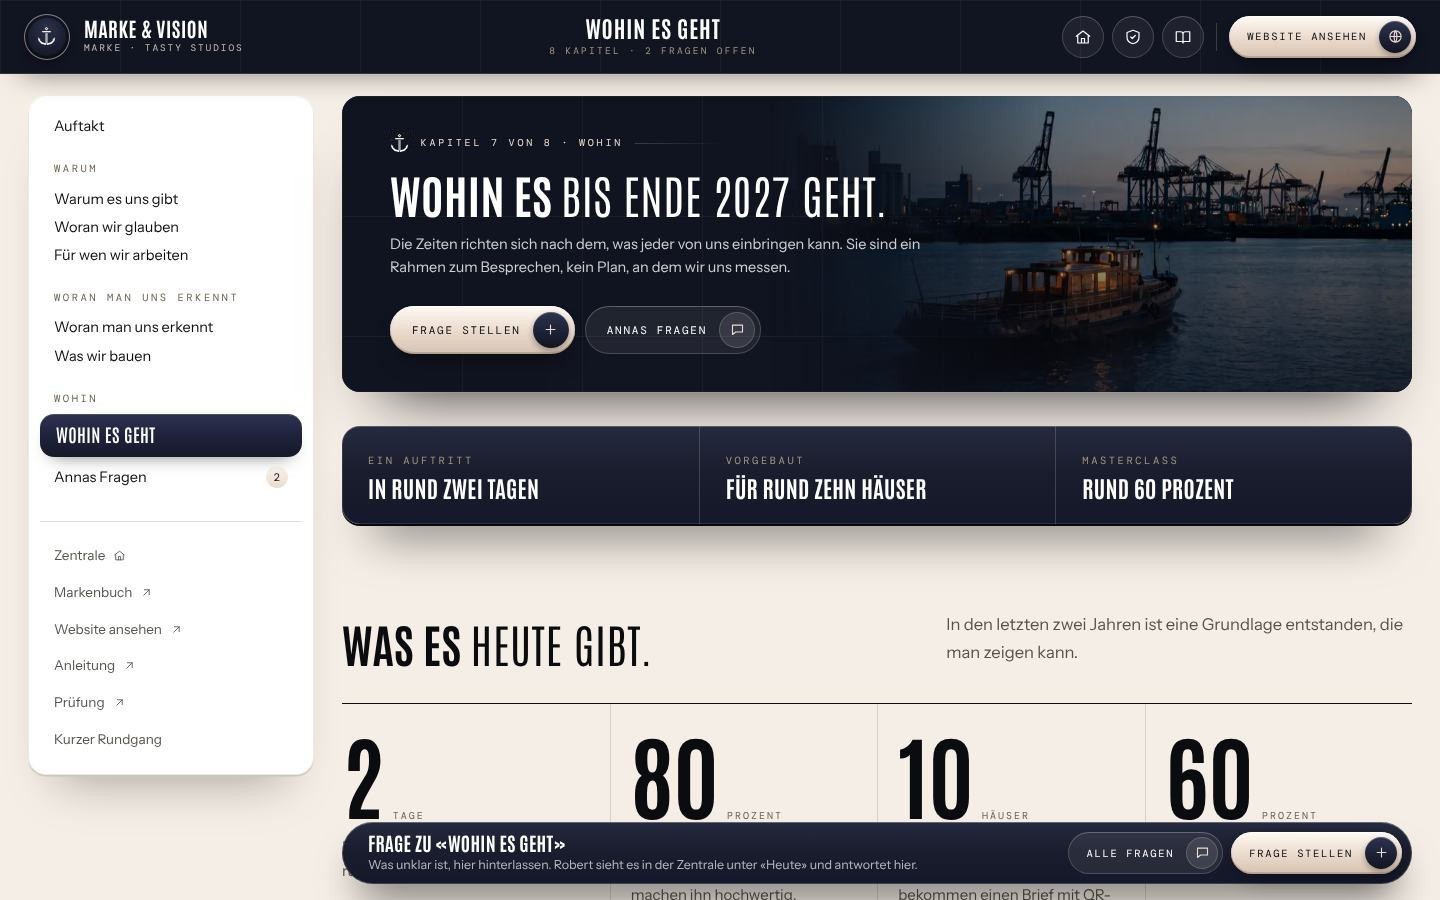 MARKE & VISION
MARKE · TASTY STUDIOS
WOHIN ES GEHT
8 KAPITEL · 2 FRAGEN OFFEN
WEBSITE ANSEHEN
Auftakt
WARUM
Warum es uns gibt
Woran wir glauben
Für wen wir arbeiten
WORAN MAN UNS ERKENNT
Woran man uns erkennt
Was wir bauen
WOHIN
WOHIN ES GEHT
Annas Fragen 2
Zentrale
Markenbuch
Website ansehen
Anleitung
Prüfung
Kurzer Rundgang
KAPITEL 7 VON 8 · WOHIN
WOHIN ES BIS ENDE 2027 GEHT.
Die Zeiten richten sich nach dem, was jeder von uns einbringen kann. Sie sind ein
Rahmen zum Besprechen, kein Plan, an dem wir uns messen.
FRAGE STELLEN
ANNAS FRAGEN
EIN AUFTRITT
IN RUND ZWEI TAGEN
VORGEBAUT
FÜR RUND ZEHN HÄUSER
MASTERCLASS
RUND 60 PROZENT
WAS ES HEUTE GIBT.
In den letzten zwei Jahren ist eine Grundlage entstanden, die
man zeigen kann.
2 TAGE
80 PROZENT
10 HÄUSER
60 PROZENT
FRAGE ZU «WOHIN ES GEHT»
Was unklar ist, hier hinterlassen. Robert sieht es in der Zentrale unter «Heute» und antwortet hier.
ALLE FRAGEN
FRAGE STELLEN
machen ihn hochwertig.
bekommen einen Brief mit QR-